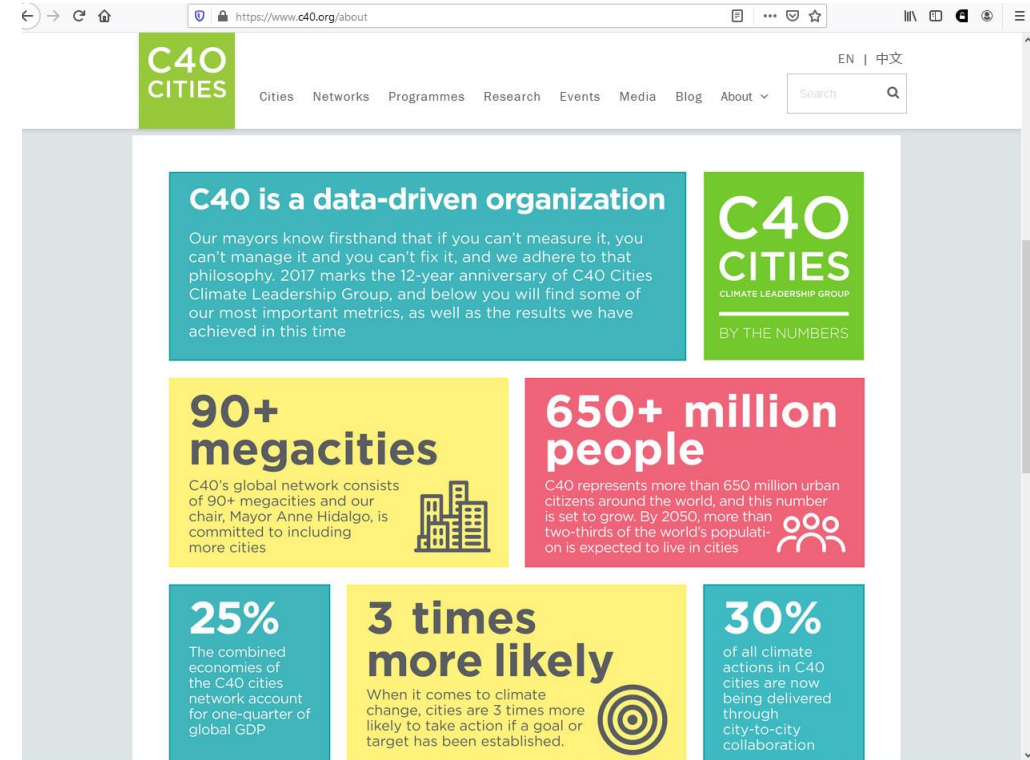 https://www.c40.org/about
C40
CITIES
EN | 中文
Cities Networks Programmes Research Events Media Blog About
Search
C40 is a data-driven organization
Our mayors know firsthand that if you can't measure it, you
can't manage it and you can't fix it, and we adhere to that
philosophy. 2017 marks the 12-year anniversary of C40 Cities
Climate Leadership Group, and below you will find some of
our most important metrics, as well as the results we have
achieved in this time
C40
CITIES
CLIMATE LEADERSHIP GROUP
BY THE NUMBERS
90+
megacities
C40's global network consists
of 90+ megacities and our
chair, Mayor Anne Hidalgo, is
committed to including
more cities
650+ million
people
C40 represents more than 650 million urban
citizens around the world, and this number
is set to grow. By 2050, more than
two-thirds of the world's populati-
on is expected to live in cities
25%
The combined
economies of
the C40 cities
network account
for one-quarter of
global GDP
3 times
more likely
When it comes to climate
change, cities are 3 times more
likely to take action if a goal or
target has been established.
30%
of all climate
actions in C40
cities are now
being delivered
through
city-to-city
collaboration